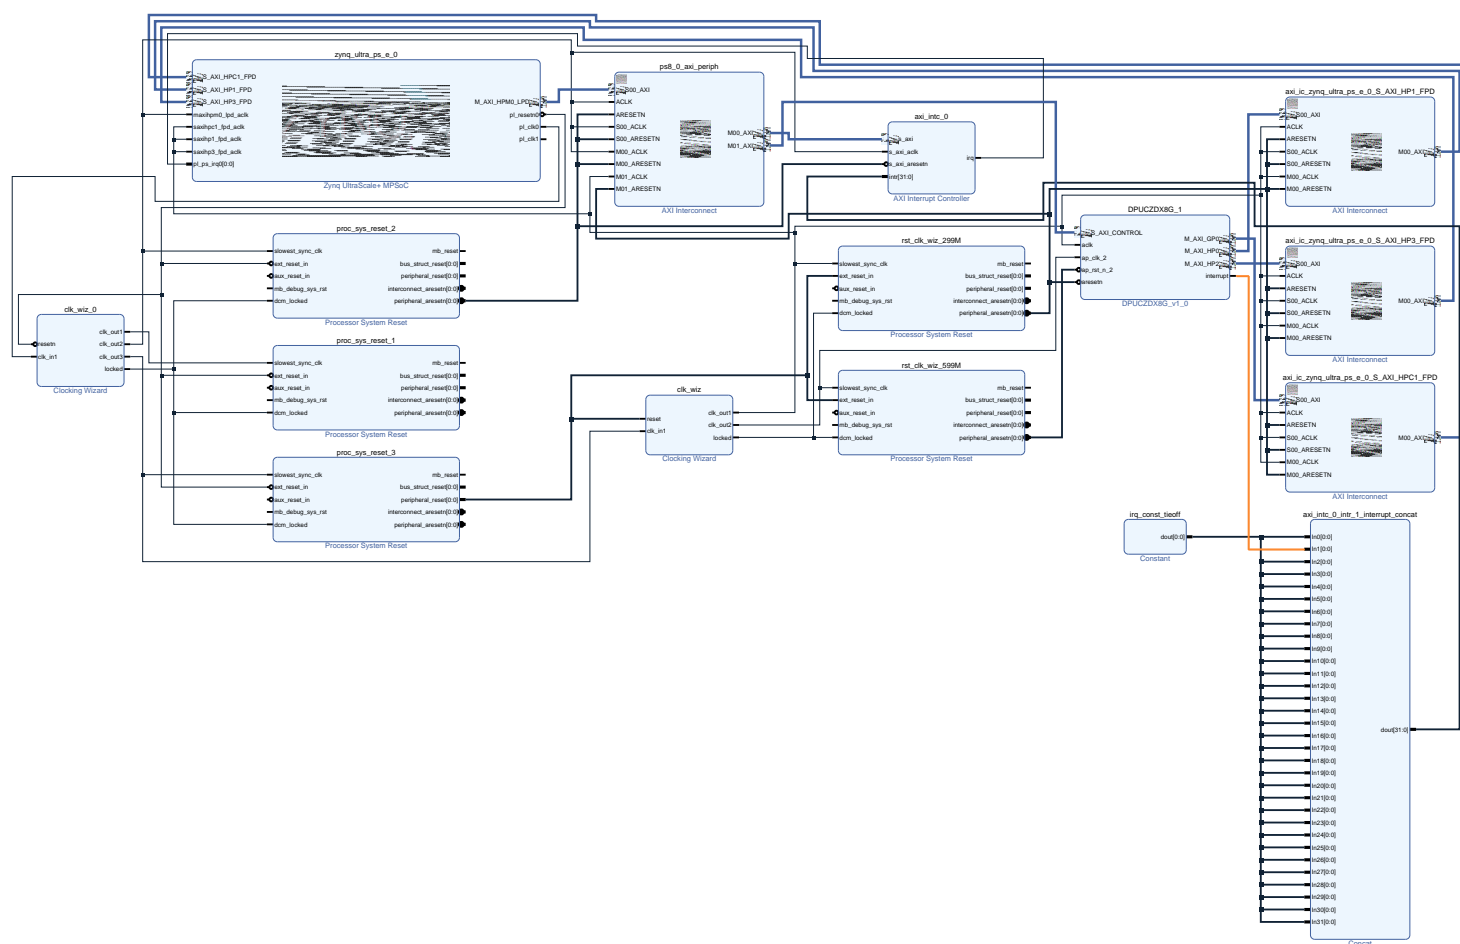 zynq_ultra_ps_e_0
S_AXI_HPC1_FPD
S_AXI_HP1_FPD
S_AXI_HP3_FPD
maxihpm0_lpd_aclk
saxihpc1_fpd_aclk
saxihp1_fpd_aclk
saxihp3_fpd_aclk
pl_ps_irq0[0:0]
M_AXI_HPM0_LPD
pl_resetn0
pl_clk0
pl_clk1
Zynq UltraScale+ MPSoC
ps8_0_axi_periph
S00_AXI
ACLK
ARESETN
S00_ACLK
S00_ARESETN
M00_ACLK
M00_ARESETN
M01_ACLK
M01_ARESETN
M00_AXI
M01_AXI
AXI Interconnect
axi_intc_0
s_axi
s_axi_aclk
s_axi_aresetn
intr[31:0]
irq
AXI Interrupt Controller
axi_ic_zynq_ultra_ps_e_0_S_AXI_HP1_FPD
S00_AXI
ACLK
ARESETN
S00_ACLK
S00_ARESETN
M00_ACLK
M00_ARESETN
M00_AXI
AXI Interconnect
DPUCZDX8G_1
S_AXI_CONTROL
aclk
ap_clk_2
ap_rst_n_2
aresetn
M_AXI_GP0
M_AXI_HP0
M_AXI_HP2
interrupt
DPUCZDX8G_v1_0
axi_ic_zynq_ultra_ps_e_0_S_AXI_HP3_FPD
S00_AXI
ACLK
ARESETN
S00_ACLK
S00_ARESETN
M00_ACLK
M00_ARESETN
M00_AXI
AXI Interconnect
proc_sys_reset_2
slowest_sync_clk
ext_reset_in
aux_reset_in
mb_debug_sys_rst
dcm_locked
mb_reset
bus_struct_reset[0:0]
peripheral_reset[0:0]
interconnect_aresetn[0:0]
peripheral_aresetn[0:0]
Processor System Reset
rst_clk_wiz_299M
slowest_sync_clk
ext_reset_in
aux_reset_in
mb_debug_sys_rst
dcm_locked
mb_reset
bus_struct_reset[0:0]
peripheral_reset[0:0]
interconnect_aresetn[0:0]
peripheral_aresetn[0:0]
Processor System Reset
clk_wiz_0
resetn
clk_in1
clk_out1
clk_out2
clk_out3
locked
Clocking Wizard
proc_sys_reset_1
slowest_sync_clk
ext_reset_in
aux_reset_in
mb_debug_sys_rst
dcm_locked
mb_reset
bus_struct_reset[0:0]
peripheral_reset[0:0]
interconnect_aresetn[0:0]
peripheral_aresetn[0:0]
Processor System Reset
clk_wiz
reset
clk_in1
clk_out1
clk_out2
locked
Clocking Wizard
rst_clk_wiz_599M
slowest_sync_clk
ext_reset_in
aux_reset_in
mb_debug_sys_rst
dcm_locked
mb_reset
bus_struct_reset[0:0]
peripheral_reset[0:0]
interconnect_aresetn[0:0]
peripheral_aresetn[0:0]
Processor System Reset
axi_ic_zynq_ultra_ps_e_0_S_AXI_HPC1_FPD
S00_AXI
ACLK
ARESETN
S00_ACLK
S00_ARESETN
M00_ACLK
M00_ARESETN
M00_AXI
AXI Interconnect
proc_sys_reset_3
slowest_sync_clk
ext_reset_in
aux_reset_in
mb_debug_sys_rst
dcm_locked
mb_reset
bus_struct_reset[0:0]
peripheral_reset[0:0]
interconnect_aresetn[0:0]
peripheral_aresetn[0:0]
Processor System Reset
irq_const_tieoff
dout[0:0]
Constant
axi_intc_0_intr_1_interrupt_concat
In0[0:0]
In1[0:0]
In2[0:0]
In3[0:0]
In4[0:0]
In5[0:0]
In6[0:0]
In7[0:0]
In8[0:0]
In9[0:0]
In10[0:0]
In11[0:0]
In12[0:0]
In13[0:0]
In14[0:0]
In15[0:0]
In16[0:0]
In17[0:0]
In18[0:0]
In19[0:0]
In20[0:0]
In21[0:0]
In22[0:0]
In23[0:0]
In24[0:0]
In25[0:0]
In26[0:0]
In27[0:0]
In28[0:0]
In29[0:0]
In30[0:0]
In31[0:0]
dout[31:0]
Concat